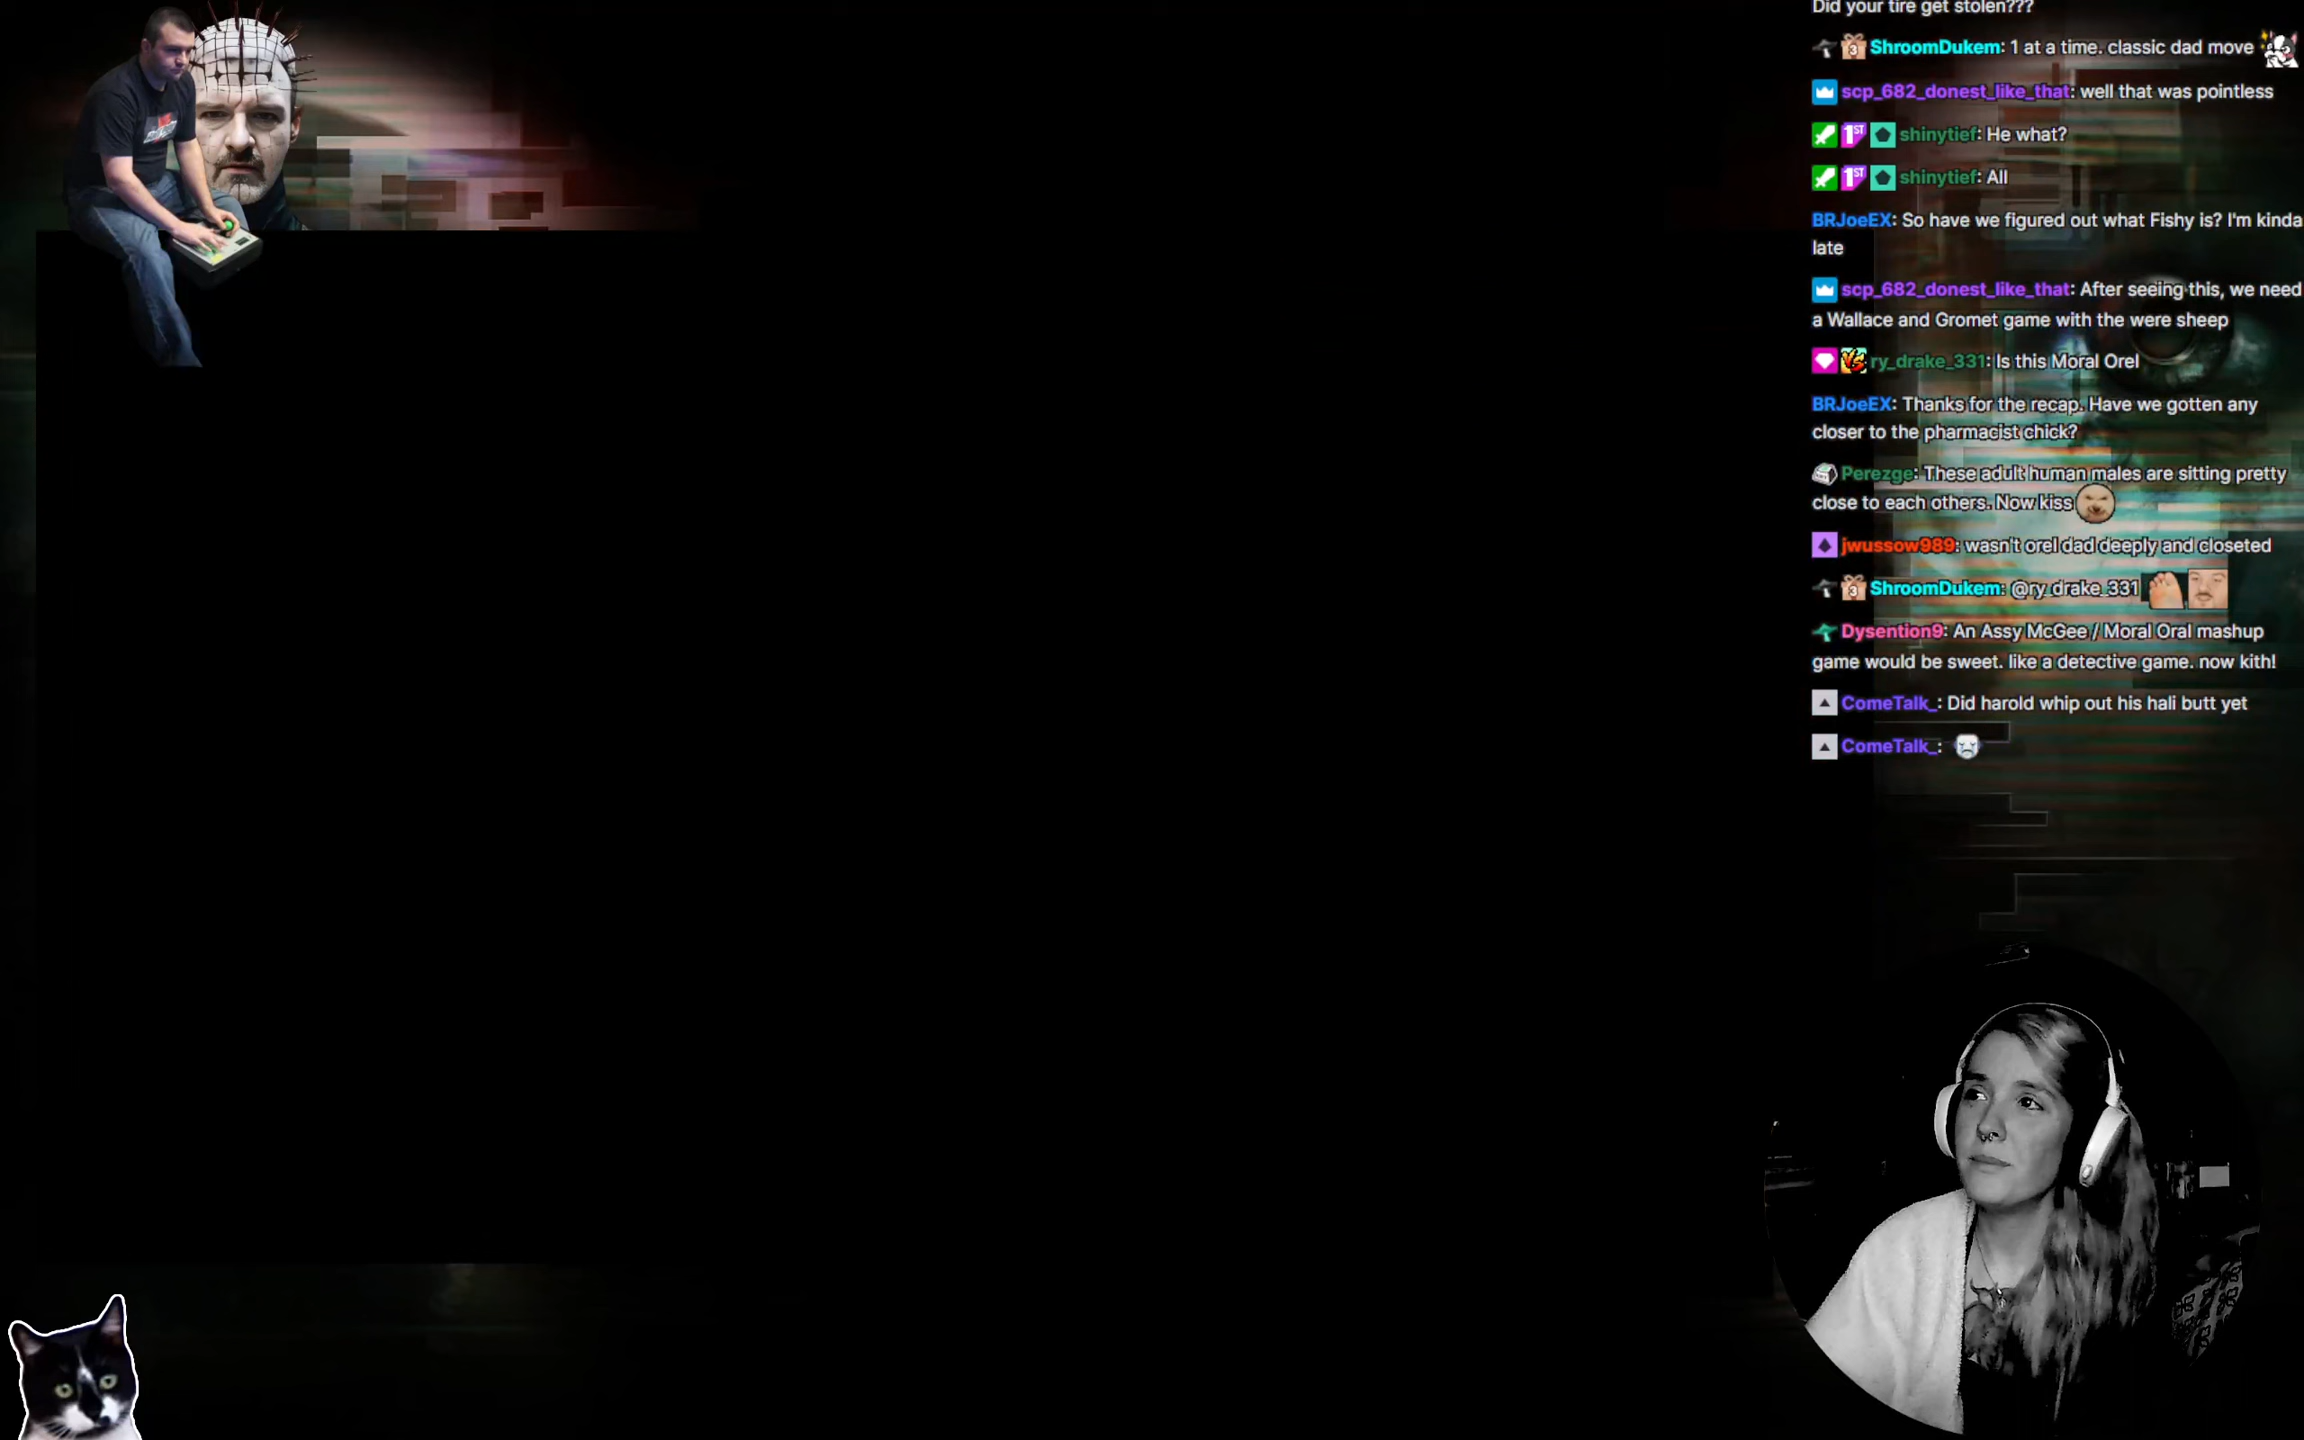 Did your tire get stolen???
ShroomDukem: 1 at a time. classic dad move
scp_682_donest_like_that: well that was pointless
shinytief: He what?
shinytief: All
BRJoeEX: So have we figured out what Fishy is? I'm kinda
late
scp_682_donest_like_that: After seeing this, we need
a Wallace and Gromet game with the were sheep
ry_drake_331: Is this Moral Orel
BRJoeEX: Thanks for the recap. Have we gotten any
closer to the pharmacist chick?
Perezge: These adult human males are sitting pretty
close to each others. Now kiss
jwussow989: wasn't orel dad deeply and closeted
ShroomDukem: @ry_drake_331
Dysention9: An Assy McGee / Moral Oral mashup
game would be sweet. like a detective game. now kith!
ComeTalk_: Did harold whip out his hali butt yet
ComeTalk_: